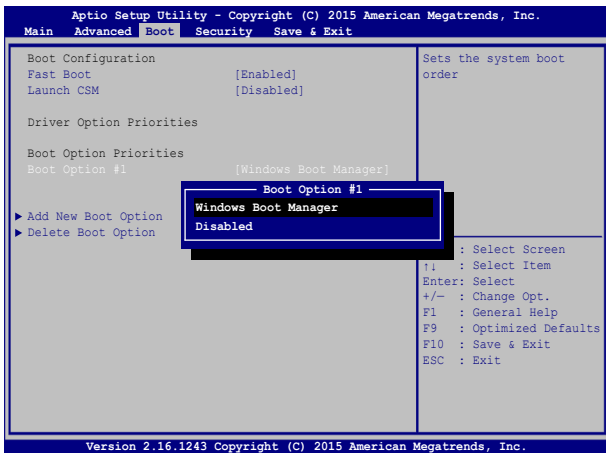 Aptio Setup Utility - Copyright (C) 2015 American Megatrends, Inc.
Main Advanced Boot Security Save & Exit
Boot Configuration
Fast Boot [Enabled]
Launch CSM [Disabled]
Driver Option Priorities
Boot Option Priorities
Boot Option #1 [Windows Boot Manager]
Add New Boot Option
Delete Boot Option
Boot Option #1
Windows Boot Manager
Disabled
Sets the system boot
order
: Select Screen
↑↓ : Select Item
Enter: Select
+/— : Change Opt.
F1 : General Help
F9 : Optimized Defaults
F10 : Save & Exit
ESC : Exit
Version 2.16.1243 Copyright (C) 2015 American Megatrends, Inc.